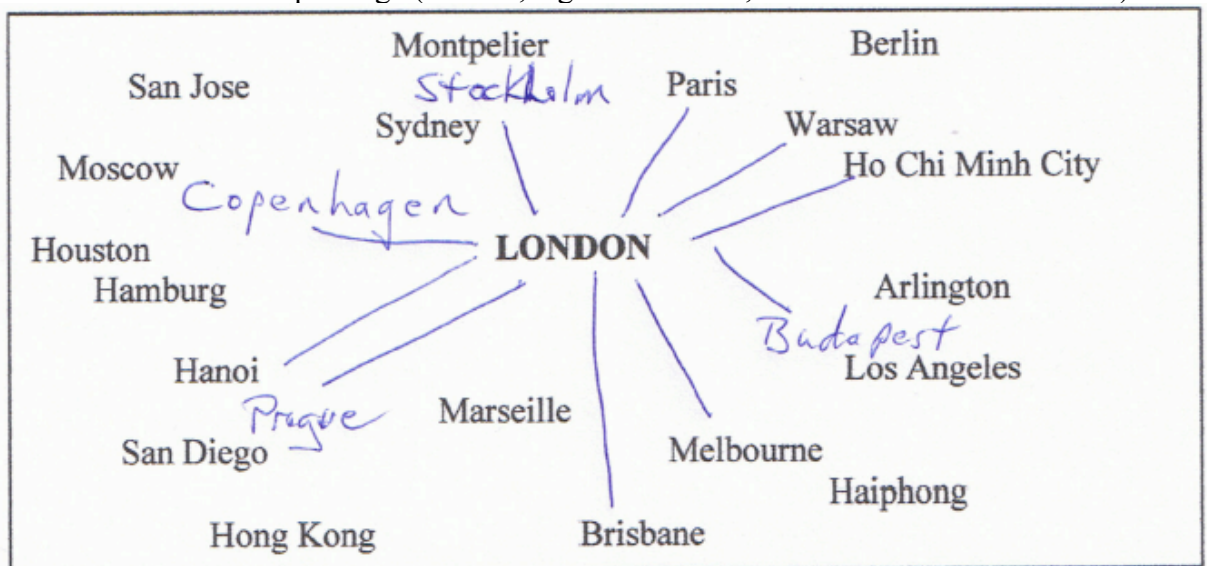 Montpelier
Berlin
San Jose
Stockholm
Paris
Sydney
Warsaw
Moscow
Ho Chi Minh City
Copenhagen
Houston
LONDON
Hamburg
Arlington
Budapest
Hanoi
Los Angeles
Prague
Marseille
San Diego
Melbourne
Haiphong
Hong Kong
Brisbane